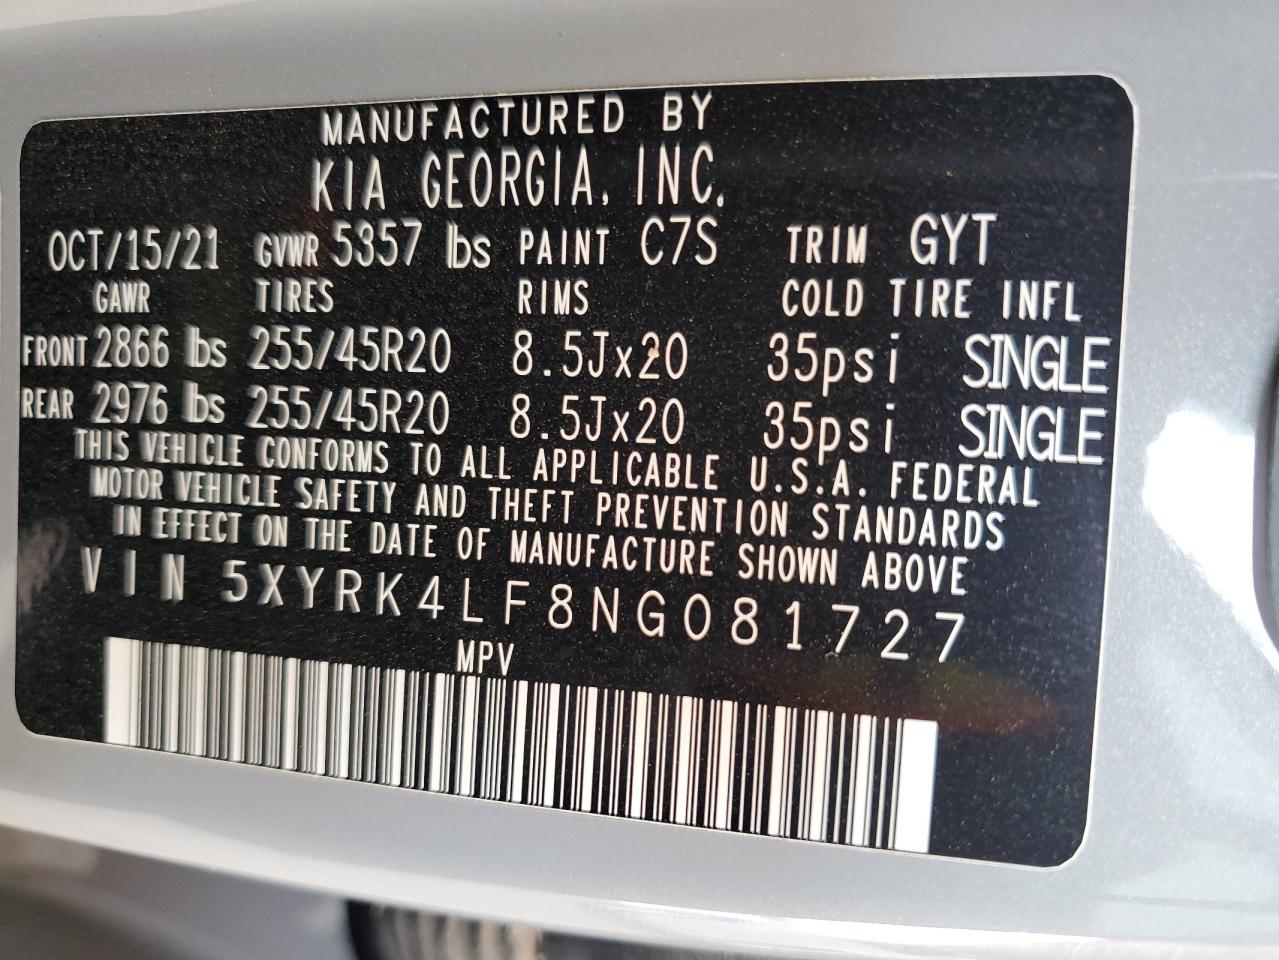 MANUFACTURED BY
KIA GEORGIA, INC.
OCT/15/21 GVWR 5357 lbs PAINT C7S TRIM GYT
GAWR TIRES RIMS COLD TIRE INFL
FRONT 2866 lbs 255/45R20 8.5Jx20 35psi SINGLE
REAR 2976 lbs 255/45R20 8.5Jx20 35psi SINGLE
THIS VEHICLE CONFORMS TO ALL APPLICABLE U.S.A. FEDERAL
MOTOR VEHICLE SAFETY AND THEFT PREVENTION STANDARDS
IN EFFECT ON THE DATE OF MANUFACTURE SHOWN ABOVE
VIN 5XYRK4LF8NG081727
MPV